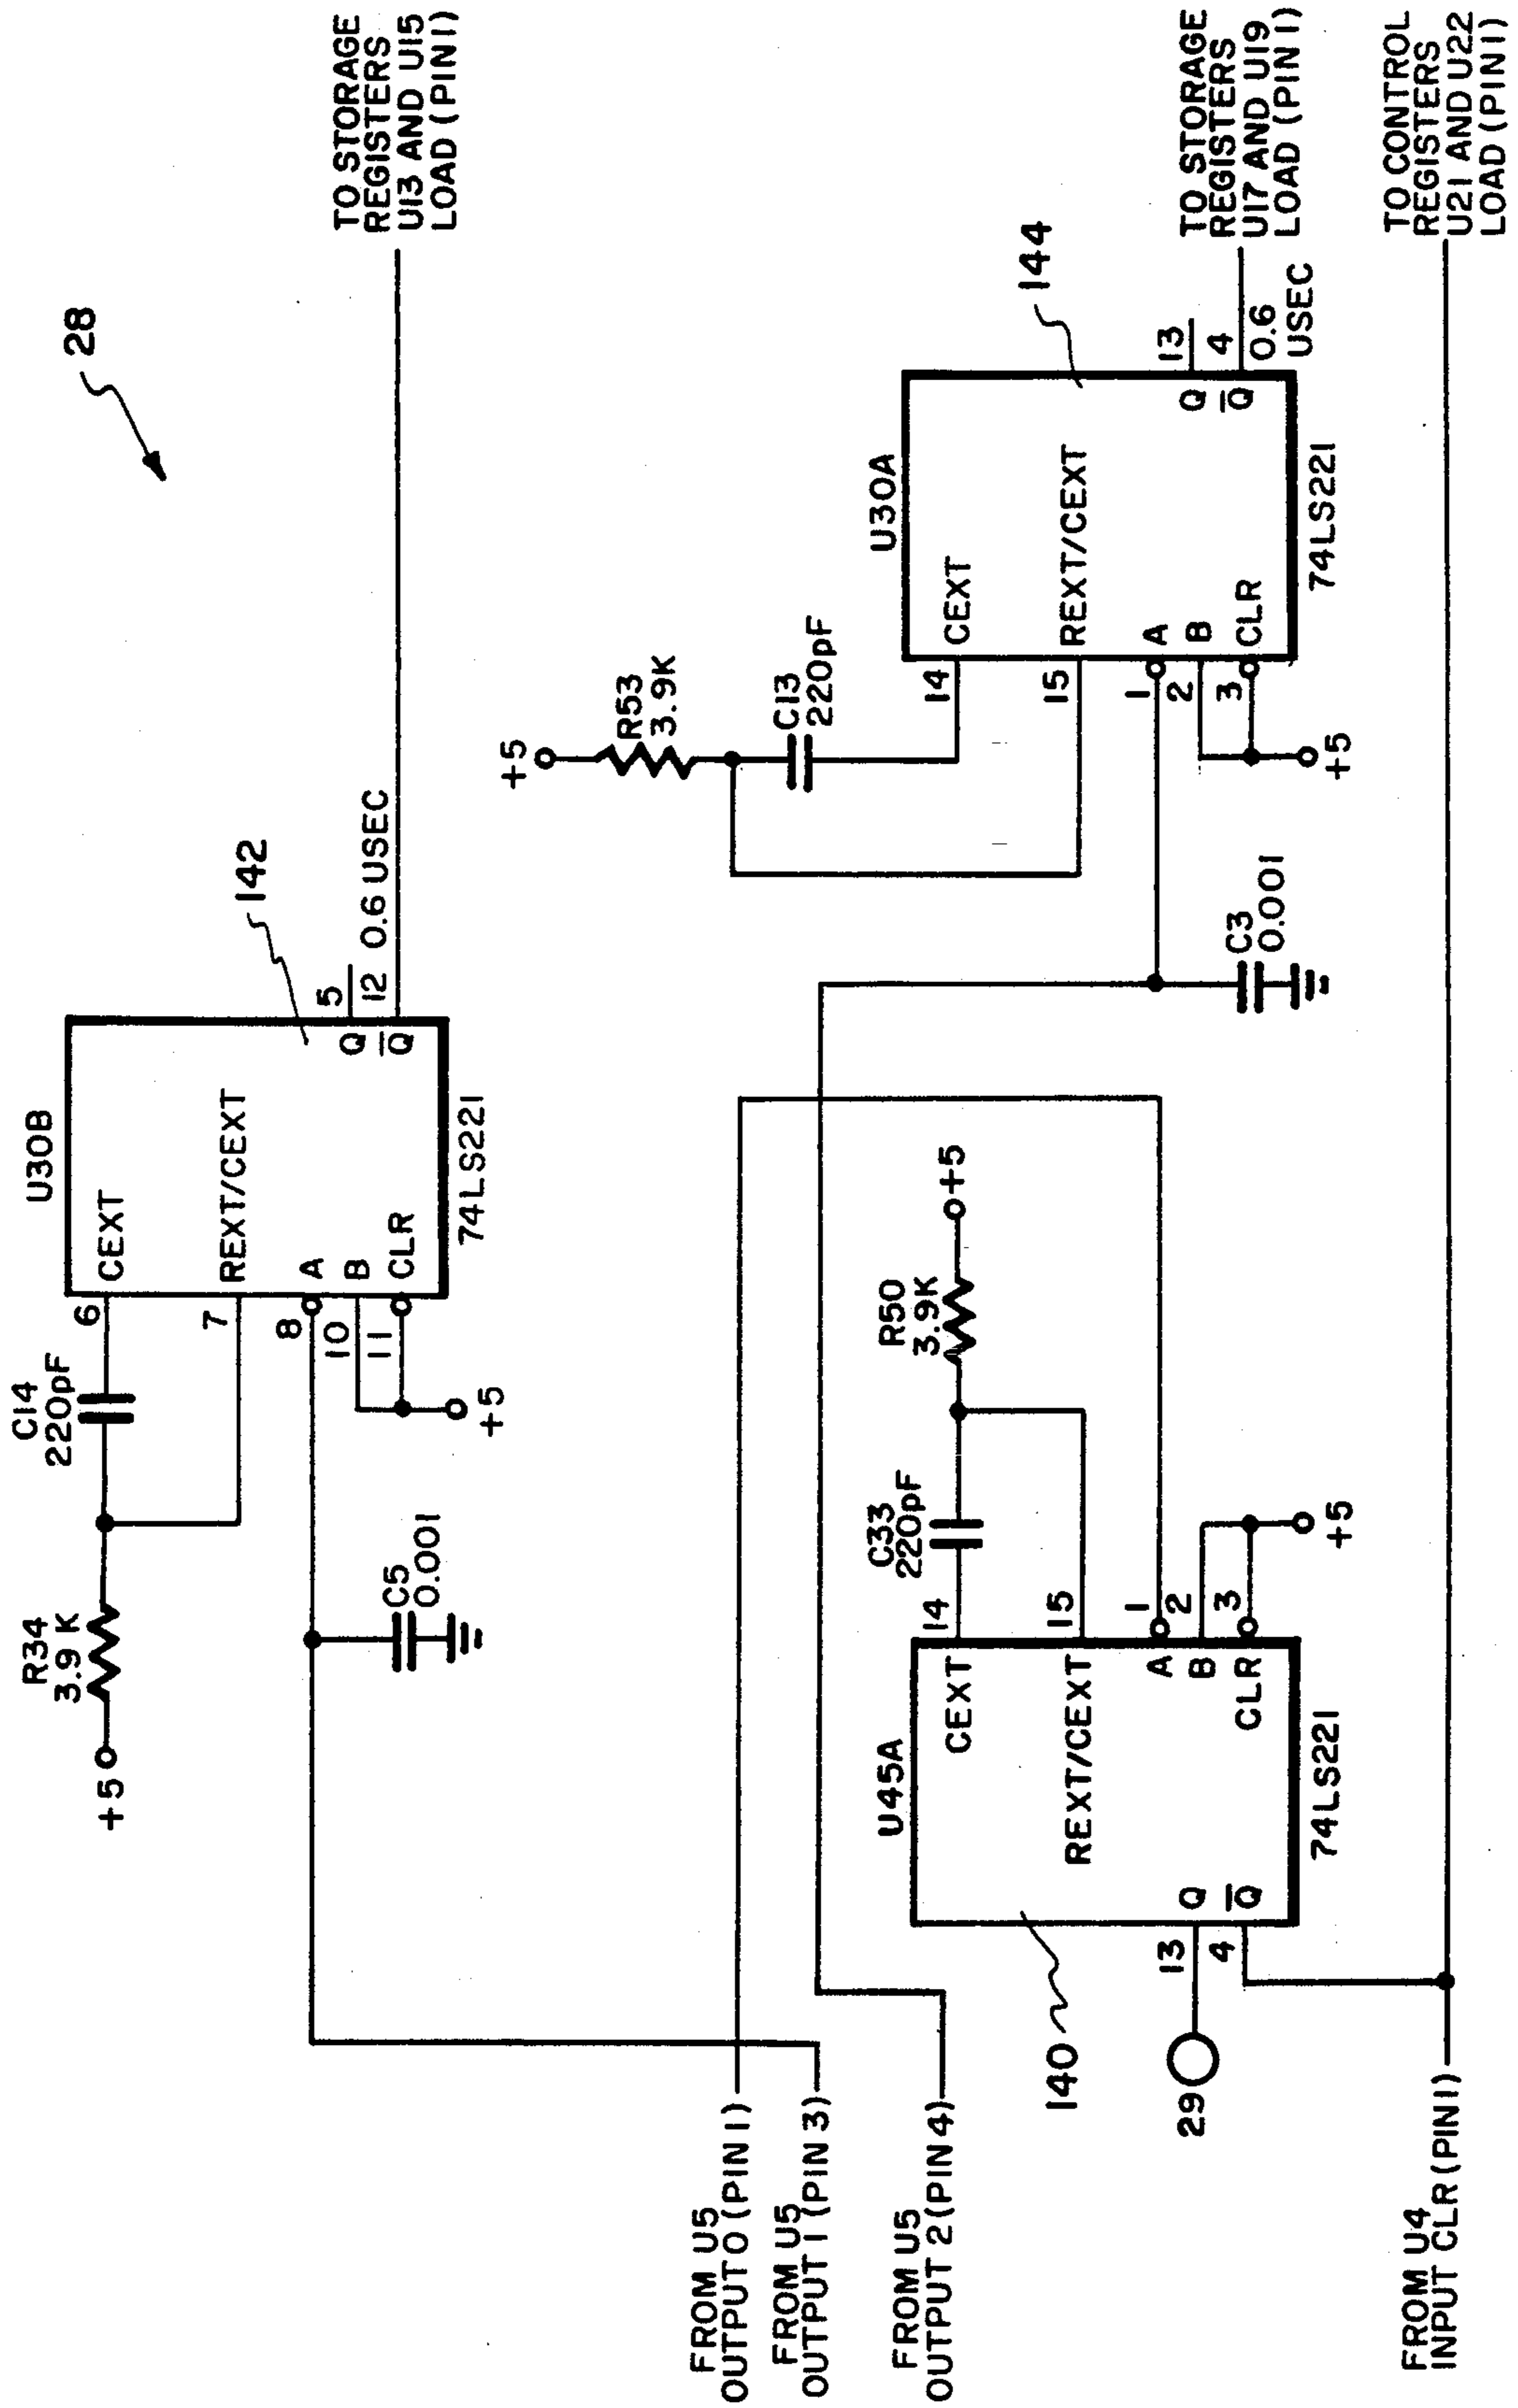 28
U30B
C14
220pF
R34
3.9 K
+5
6
CEXT
7
REXT/CEXT
8
A
10
B
11
CLR
+5
C5
0.001
74LS221
142
5
Q
12
Q̅
0.6 USEC
TO STORAGE
REGISTERS
U13 AND U15
LOAD (PIN 1)
FROM U5
OUTPUT 0 (PIN 1)
FROM U5
OUTPUT 1 (PIN 3)
FROM U5
OUTPUT 2 (PIN 4)
U45A
C33
220pF
R50
3.9K
+5
14
CEXT
15
REXT/CEXT
1
A
2
B
3
CLR
+5
74LS221
140
13
Q
4
Q̅
29
+5
R53
3.9K
C13
220pF
C3
0.001
U30A
14
CEXT
15
REXT/CEXT
1
A
2
B
3
CLR
+5
74LS221
144
13
Q
4
Q̅
0.6
USEC
TO STORAGE
REGISTERS
U17 AND U19
LOAD (PIN 1)
FROM U4
INPUT CLR (PIN 1)
TO CONTROL
REGISTERS
U21 AND U22
LOAD (PIN 1)